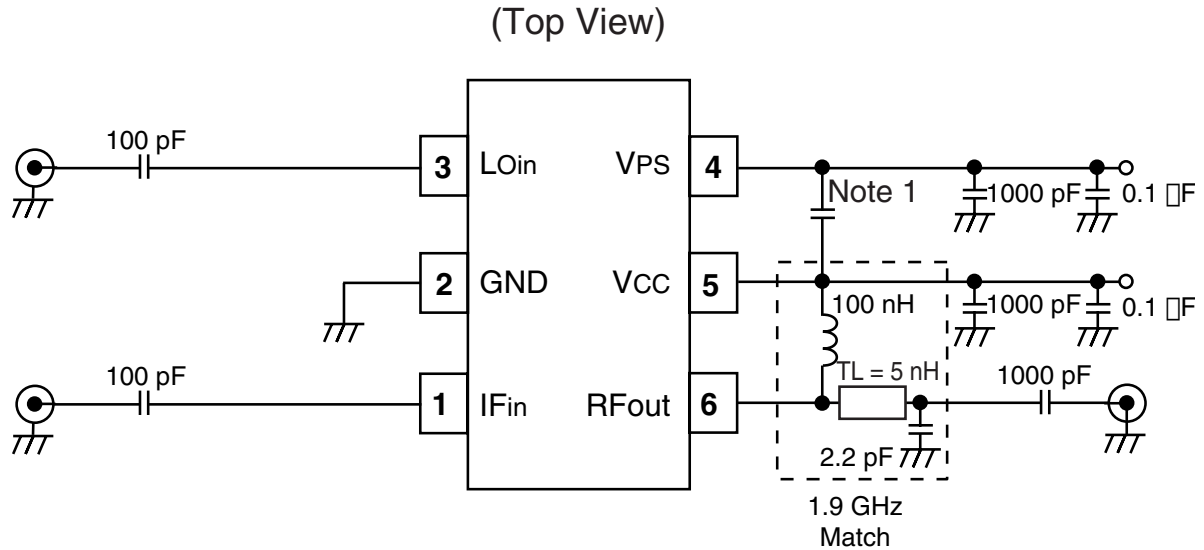 (Top View)
100 pF
3 LOin VPS 4
Note 1
1000 pF
0.1 □F
2 GND VCC 5
100 nH
1000 pF
0.1 □F
100 pF
TL = 5 nH
1000 pF
1 IFin RFout 6
2.2 pF
1.9 GHz
Match